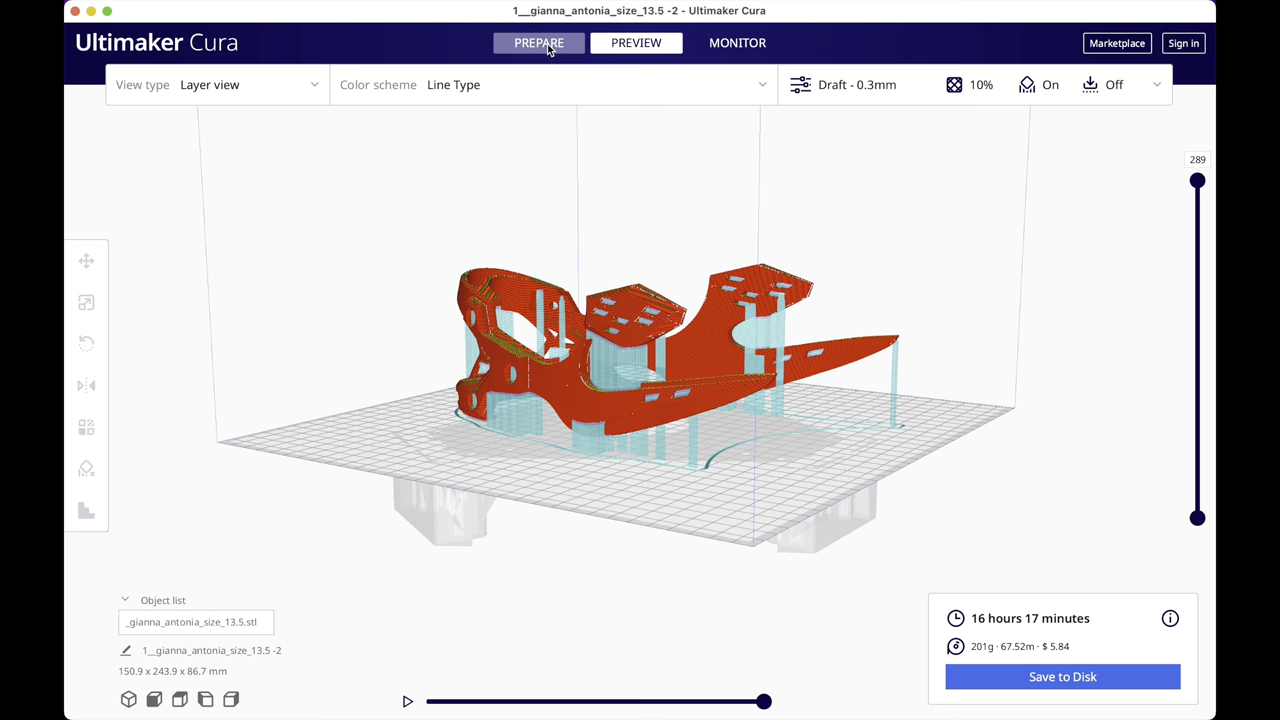 1__gianna_antonia_size_13.5 -2 - Ultimaker Cura
Ultimaker Cura
PREPARE
PREVIEW
MONITOR
Marketplace
Sign in
View type Layer view
Color scheme Line Type
Draft - 0.3mm
10%
On
Off
289
Object list
_gianna_antonia_size_13.5.stl
1__gianna_antonia_size_13.5 -2
150.9 x 243.9 x 86.7 mm
16 hours 17 minutes
201g · 67.52m · $ 5.84
Save to Disk